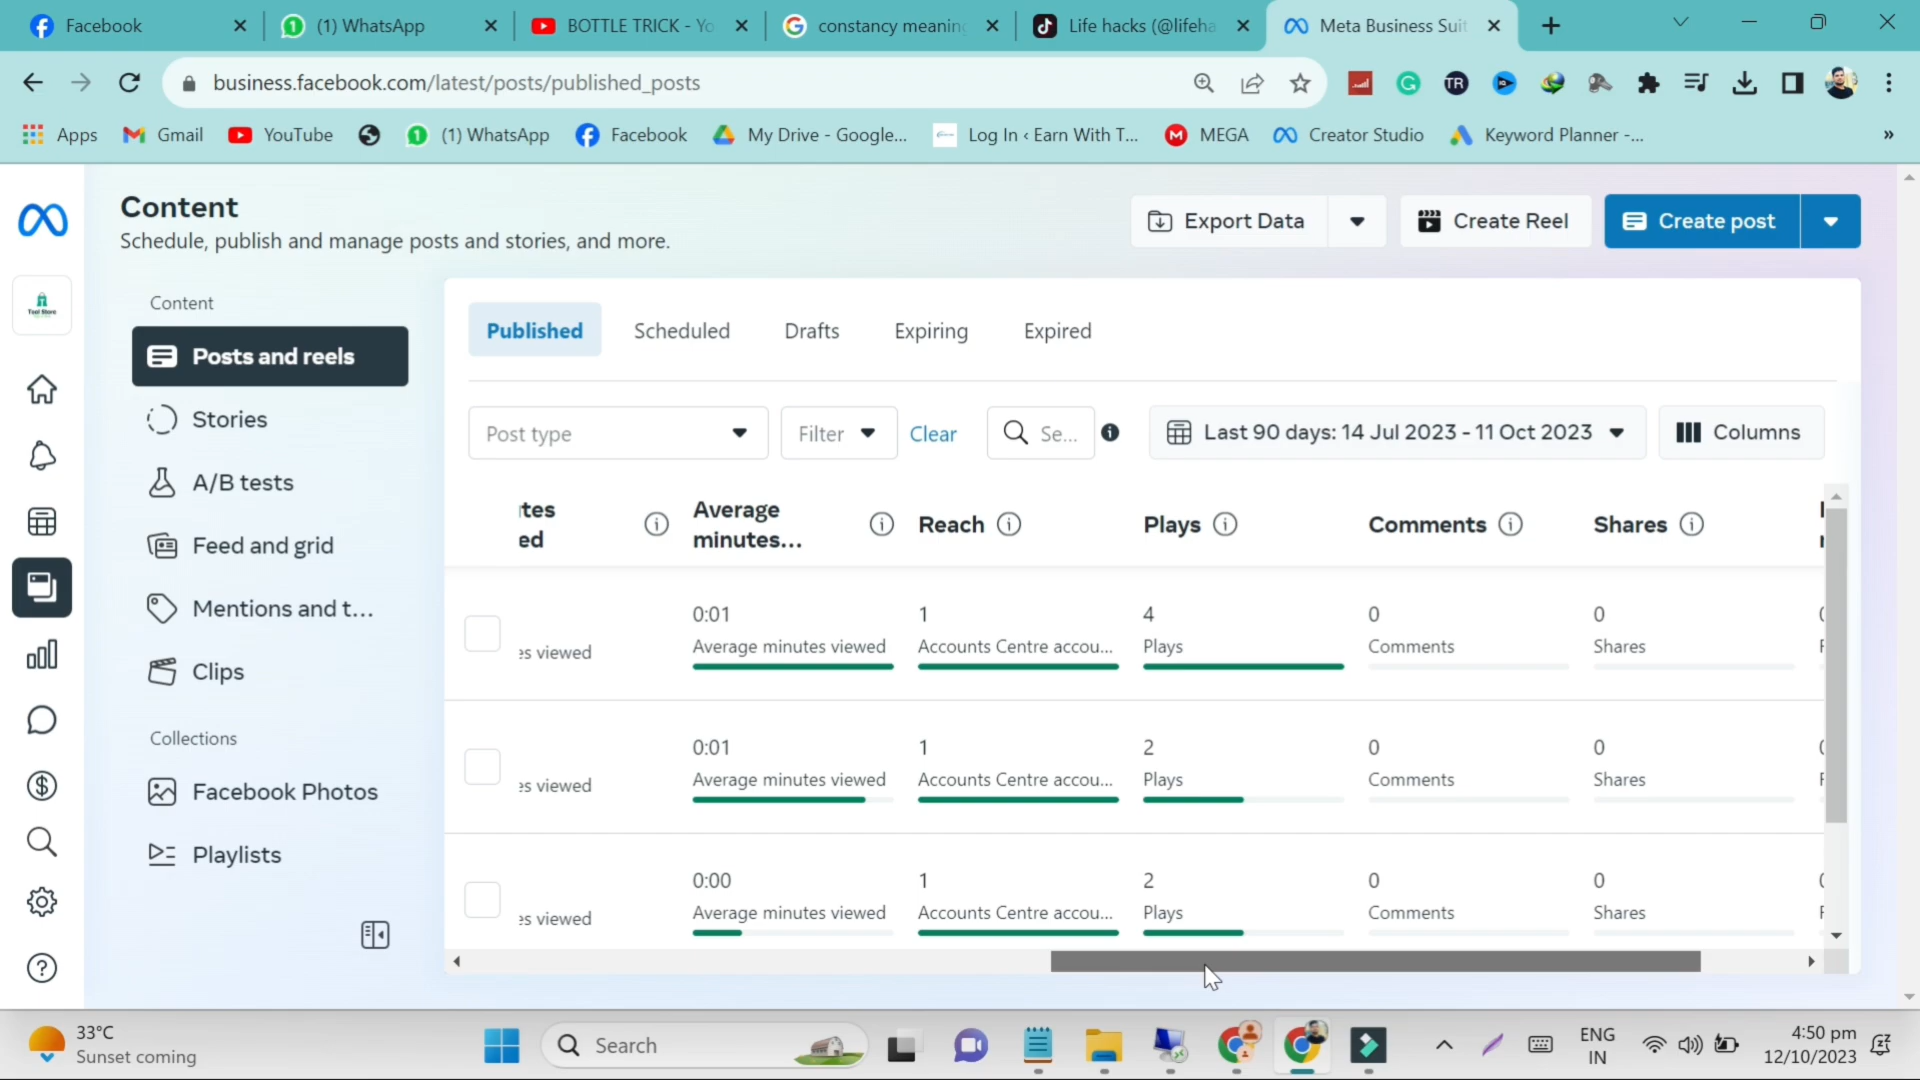 Facebook
(1) WhatsApp
BOTTLE TRICK - Yo
constancy meaning
Life hacks (@lifeha
Meta Business Suit
business.facebook.com/latest/posts/published_posts
Apps
Gmail
YouTube
(1) WhatsApp
Facebook
My Drive - Google...
Log In ‹ Earn With T...
MEGA
Creator Studio
Keyword Planner -...
»
Content
Schedule, publish and manage posts and stories, and more.
Export Data
Create Reel
Create post
Tool Store
Content
Posts and reels
Stories
A/B tests
Feed and grid
Mentions and t...
Clips
Collections
Facebook Photos
Playlists
Published
Scheduled
Drafts
Expiring
Expired
Post type
Filter
Clear
Se...
Last 90 days: 14 Jul 2023 - 11 Oct 2023
Columns
tes
ed
Average
minutes...
Reach
Plays
Comments
Shares
0:01
1
4
0
0
es viewed
Average minutes viewed
Accounts Centre accou...
Plays
Comments
Shares
0:01
1
2
0
0
es viewed
Average minutes viewed
Accounts Centre accou...
Plays
Comments
Shares
0:00
1
2
0
0
es viewed
Average minutes viewed
Accounts Centre accou...
Plays
Comments
Shares
33°C
Sunset coming
Search
ENG
IN
4:50 pm
12/10/2023